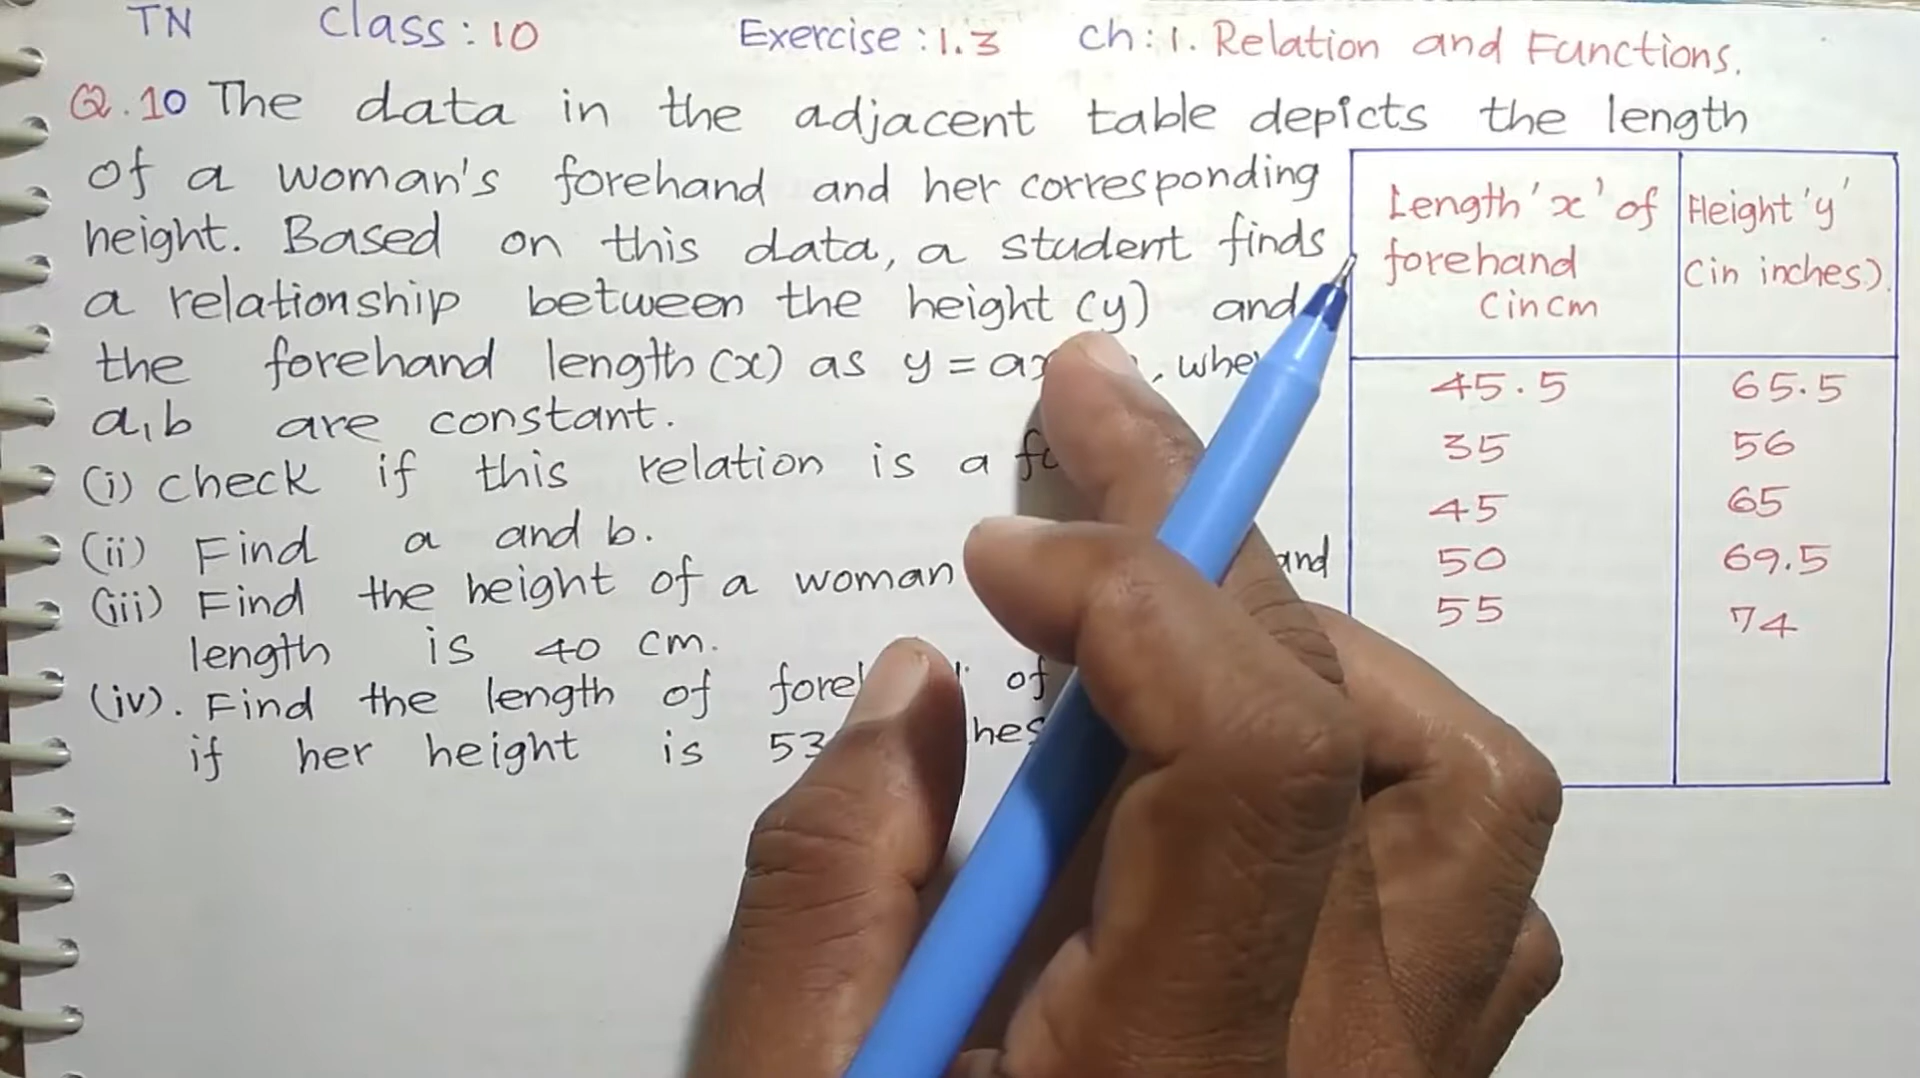 TN Class : 10 Exercise : 1.3 Ch : 1. Relation and Functions.
Q.10 The data in the adjacent table depicts the length
of a woman's forehand and her corresponding
height. Based on this data, a student finds
a relationship between the height (y) and
the forehand length (x) as y = ax
a,b are constant.
(i) check if this relation is a
(ii) Find a and b.
(iii) Find the height of a woman and
length is 40 cm.
(iv). Find the length of of
if her height is 53
Length 'x' of forehand (in cm Height 'y' (in inches).
45.5 65.5
35 56
45 65
50 69.5
55 74